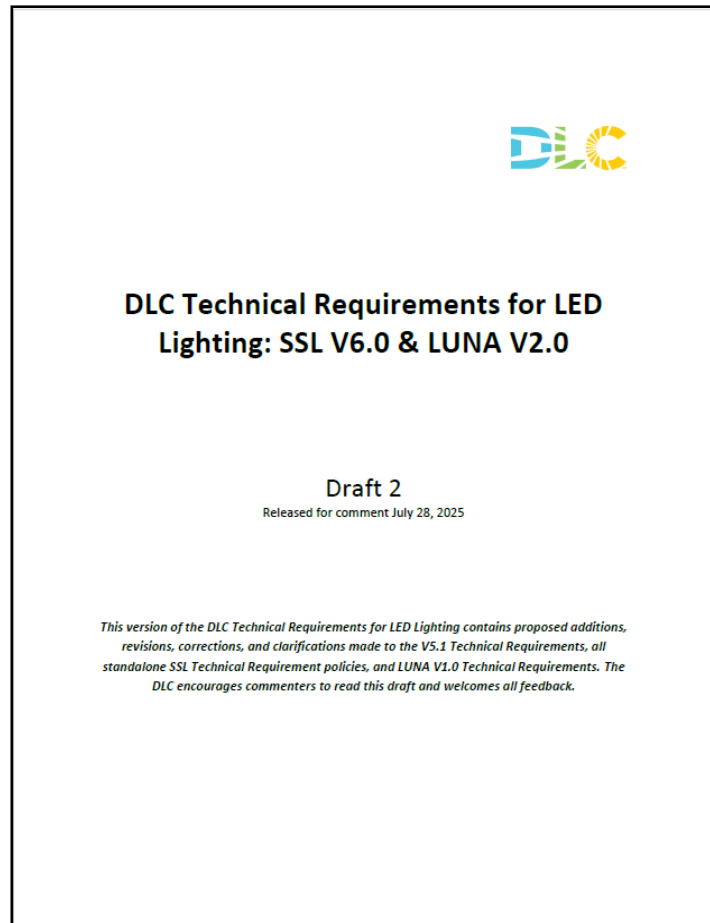 DLC
DLC Technical Requirements for LED
Lighting: SSL V6.0 & LUNA V2.0
Draft 2
Released for comment July 28, 2025
This version of the DLC Technical Requirements for LED Lighting contains proposed additions,
revisions, corrections, and clarifications made to the V5.1 Technical Requirements, all
standalone SSL Technical Requirement policies, and LUNA V1.0 Technical Requirements. The
DLC encourages commenters to read this draft and welcomes all feedback.